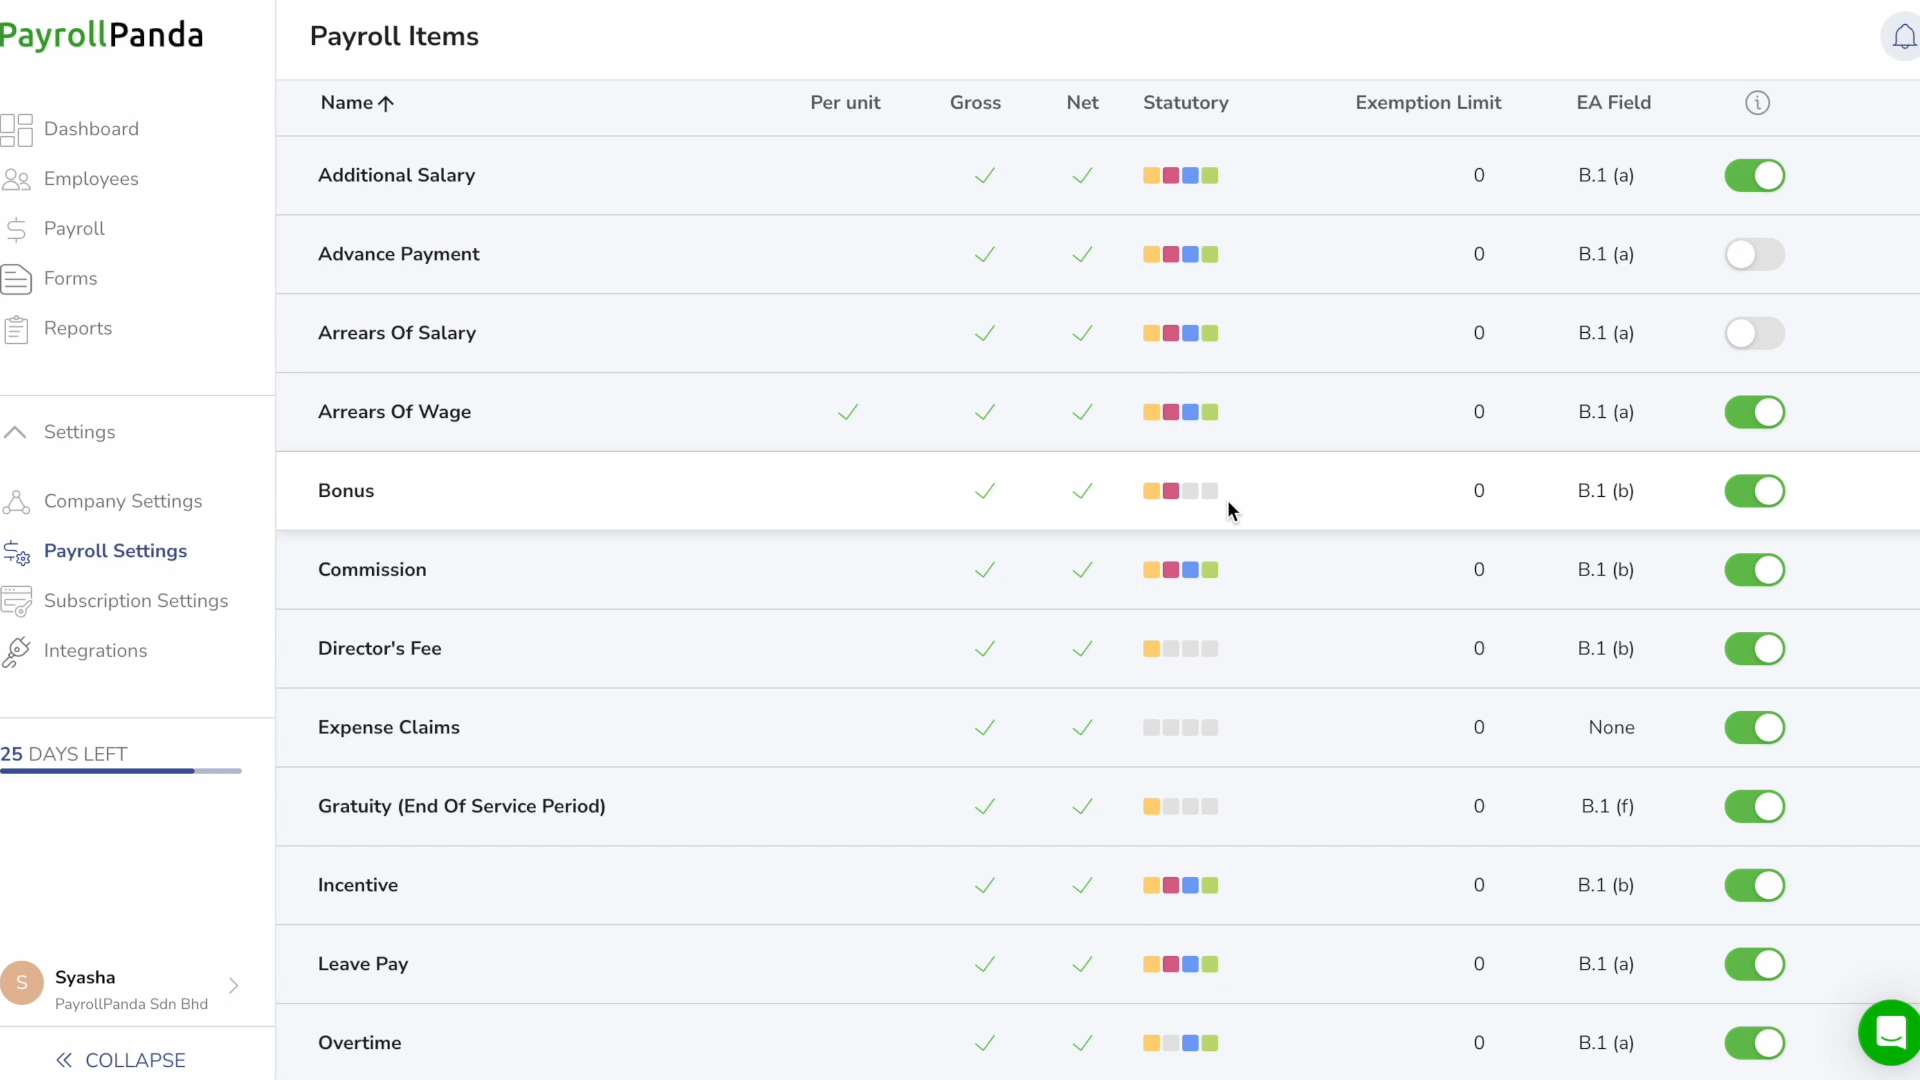 PayrollPanda
Payroll Items
Dashboard
Employees
Payroll
Forms
Reports
Settings
Company Settings
Payroll Settings
Subscription Settings
Integrations
25 DAYS LEFT
S
Syasha
PayrollPanda Sdn Bhd
COLLAPSE
Name Per unit Gross Net Statutory Exemption Limit EA Field
Additional Salary 0 B.1 (a)
Advance Payment 0 B.1 (a)
Arrears Of Salary 0 B.1 (a)
Arrears Of Wage 0 B.1 (a)
Bonus 0 B.1 (b)
Commission 0 B.1 (b)
Director's Fee 0 B.1 (b)
Expense Claims 0 None
Gratuity (End Of Service Period) 0 B.1 (f)
Incentive 0 B.1 (b)
Leave Pay 0 B.1 (a)
Overtime 0 B.1 (a)